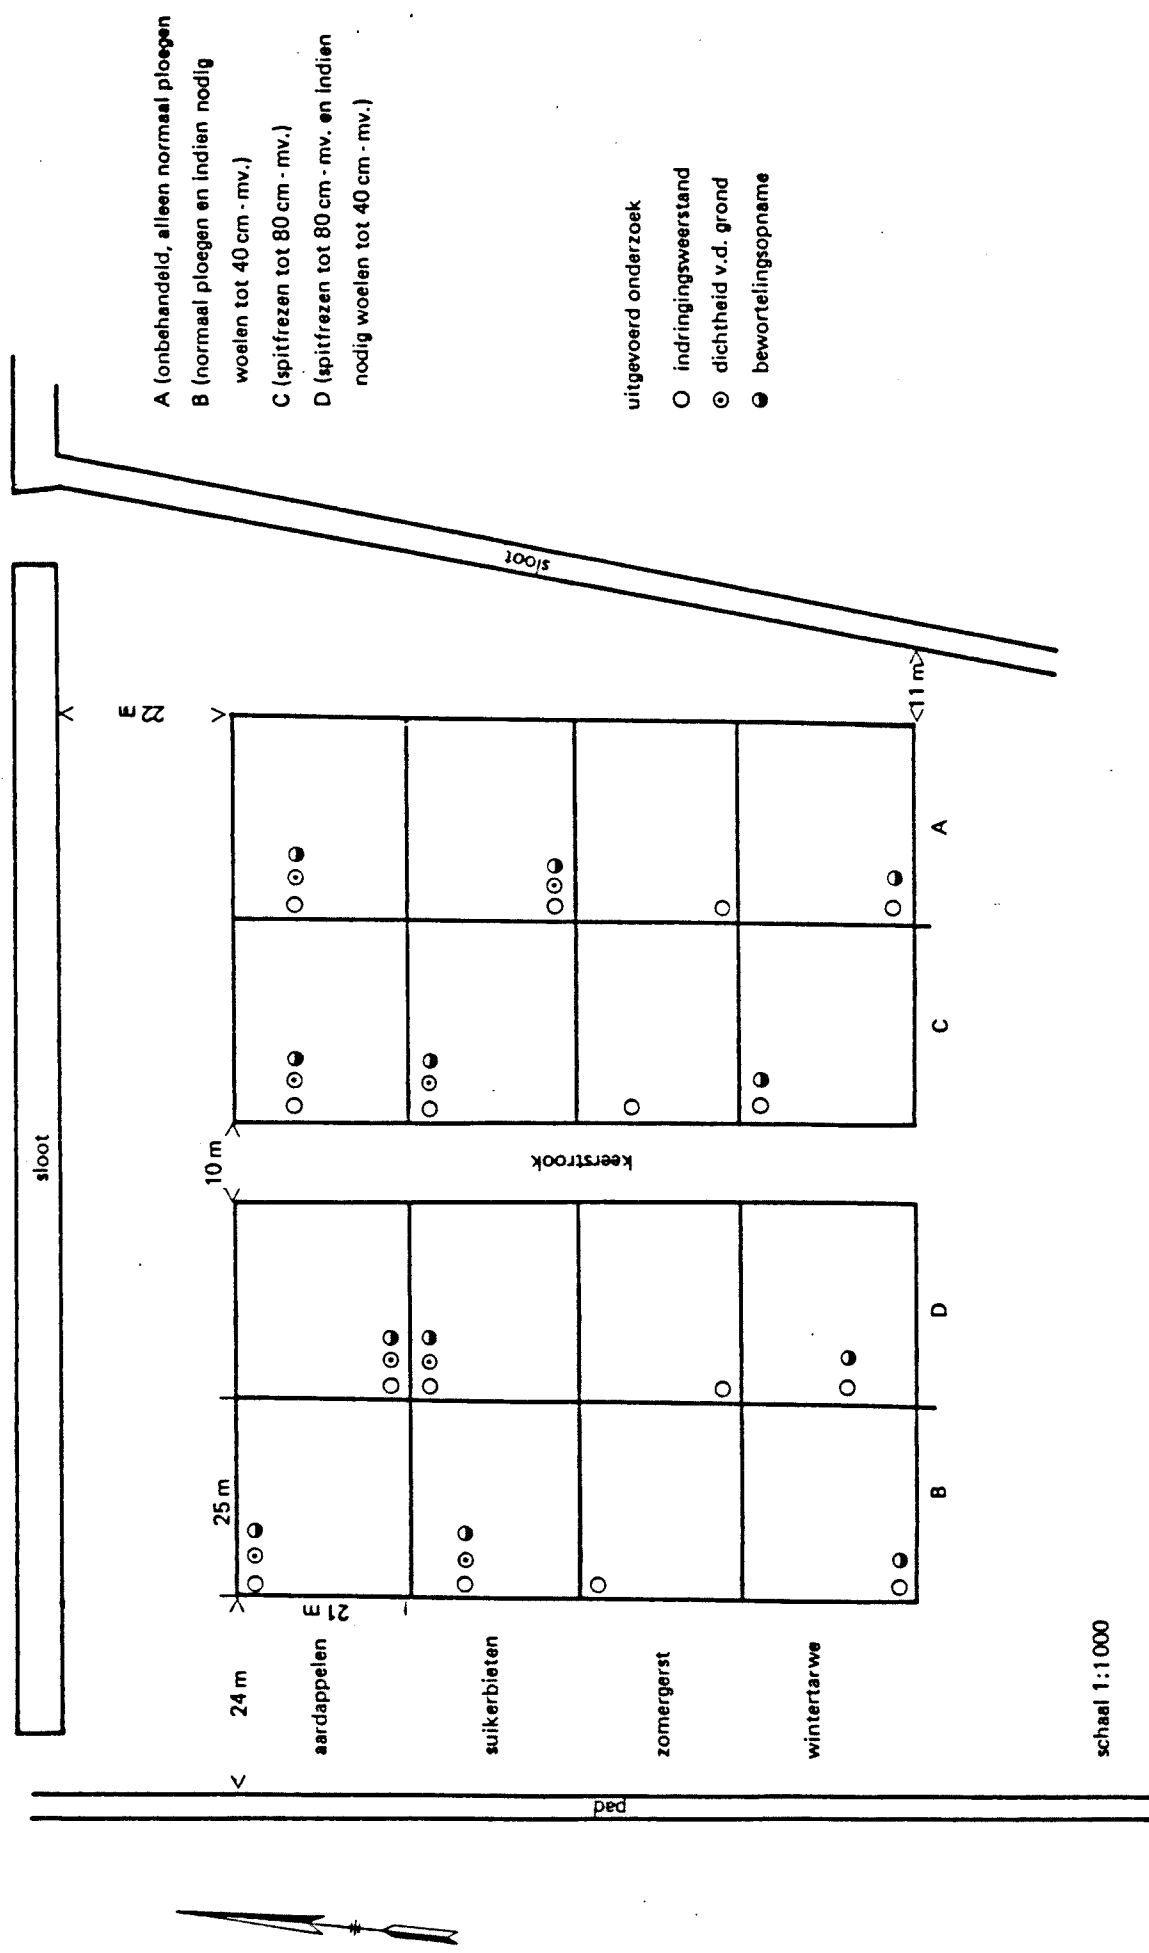 sloot
A (onbehandeld, alleen normaal ploegen
B (normaal ploegen en indien nodig
woelen tot 40 cm - mv.)
C (spitfrezen tot 80 cm - mv.)
D (spitfrezen tot 80 cm - mv. en indien
nodig woelen tot 40 cm - mv.)
22 m
24 m
25 m
10 m
21 m
aardappelen
suikerbieten
zomergerst
wintertarwe
pad
keerstrook
sloot
11 m
B
D
C
A
uitgevoerd onderzoek
indringingsweerstand
dichtheid v.d. grond
bewortelingsopname
schaal 1:1000